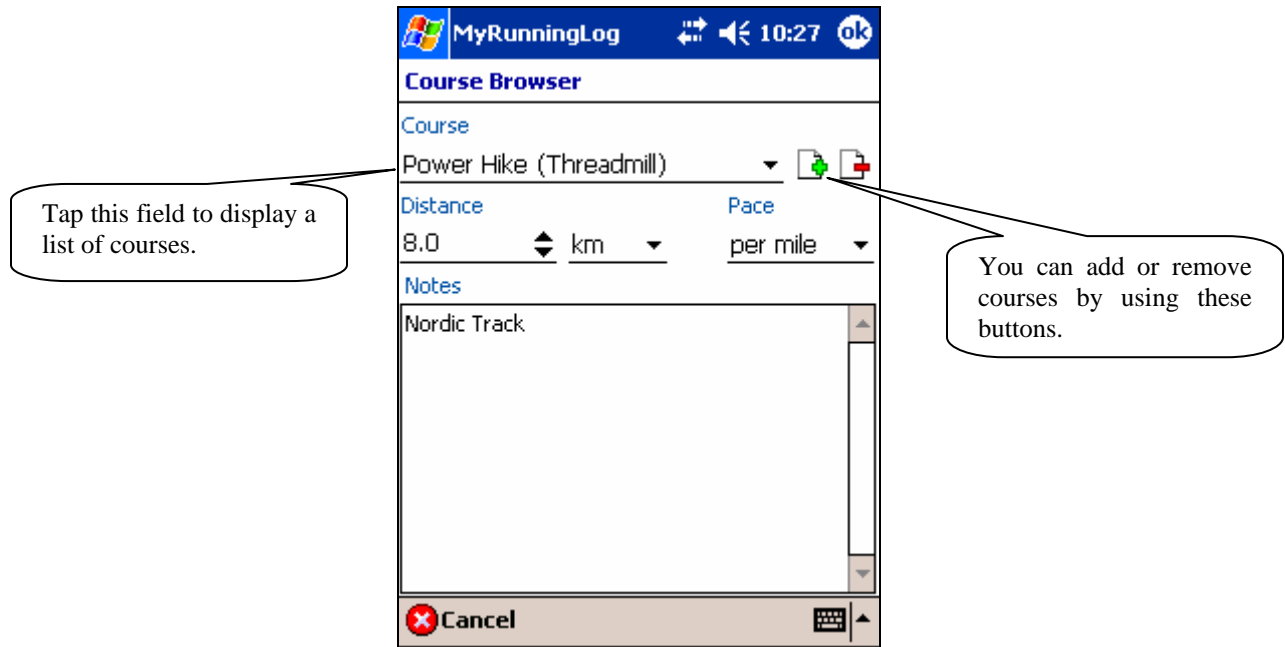 MyRunningLog 10:27 ok
Course Browser
Course
Power Hike (Threadmill)
Tap this field to display a
list of courses.
Distance Pace
8.0 km per mile
You can add or remove
courses by using these
buttons.
Notes
Nordic Track
Cancel